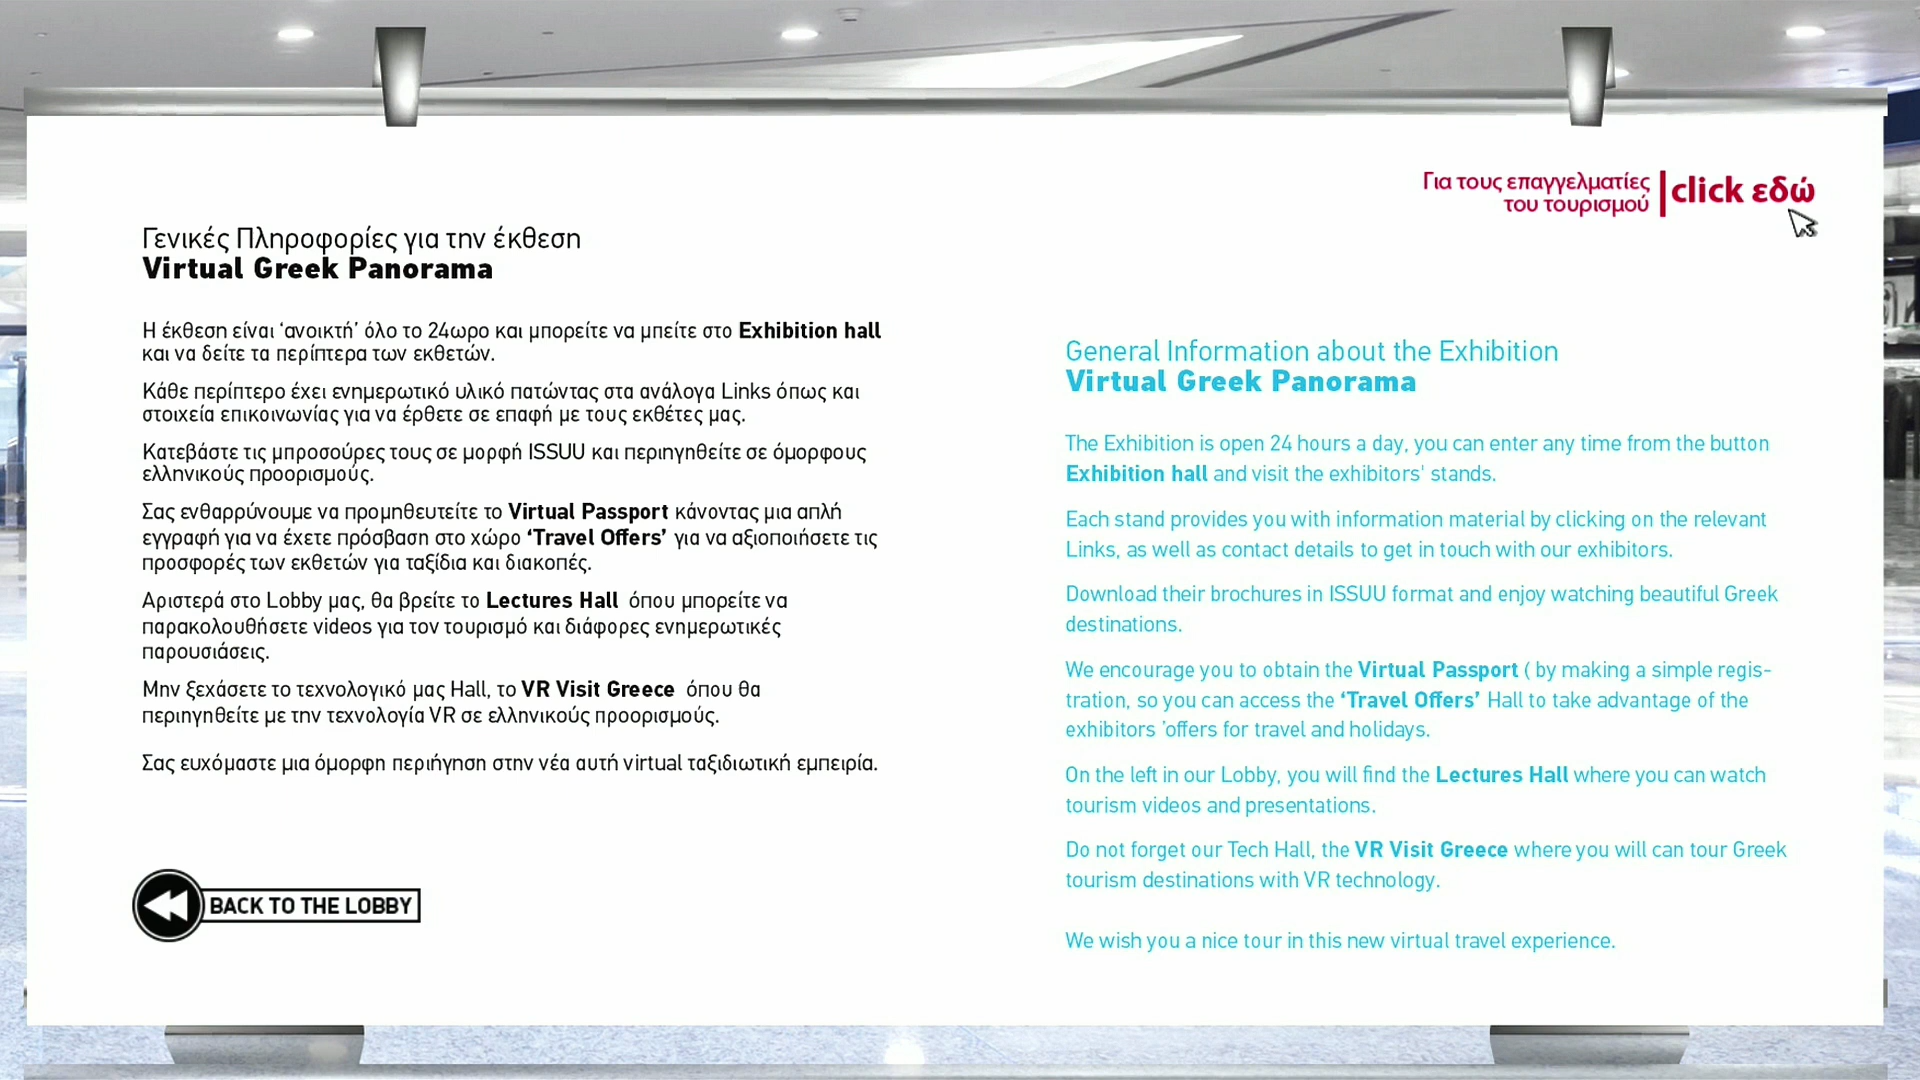 Για τους επαγγελματίες
του τουρισμού
click εδώ
Γενικές Πληροφορίες για την έκθεση
Virtual Greek Panorama
Η έκθεση είναι ‘ανοικτή’ όλο το 24ωρο και μπορείτε να μπείτε στο Exhibition hall
και να δείτε τα περίπτερα των εκθετών.
Κάθε περίπτερο έχει ενημερωτικό υλικό πατώντας στα ανάλογα Links όπως και
στοιχεία επικοινωνίας για να έρθετε σε επαφή με τους εκθέτες μας.
Κατεβάστε τις μπροσούρες τους σε μορφή ISSUU και περιηγηθείτε σε όμορφους
ελληνικούς προορισμούς.
Σας ενθαρρύνουμε να προμηθευτείτε το Virtual Passport κάνοντας μια απλή
εγγραφή για να έχετε πρόσβαση στο χώρο ‘Travel Offers’ για να αξιοποιήσετε τις
προσφορές των εκθετών για ταξίδια και διακοπές.
Αριστερά στο Lobby μας, θα βρείτε το Lectures Hall όπου μπορείτε να
παρακολουθήσετε videos για τον τουρισμό και διάφορες ενημερωτικές
παρουσιάσεις.
Μην ξεχάσετε το τεχνολογικό μας Hall, το VR Visit Greece όπου θα
περιηγηθείτε με την τεχνολογία VR σε ελληνικούς προορισμούς.
Σας ευχόμαστε μια όμορφη περιήγηση στην νέα αυτή virtual ταξιδιωτική εμπειρία.
BACK TO THE LOBBY
General Information about the Exhibition
Virtual Greek Panorama
The Exhibition is open 24 hours a day, you can enter any time from the button
Exhibition hall and visit the exhibitors' stands.
Each stand provides you with information material by clicking on the relevant
Links, as well as contact details to get in touch with our exhibitors.
Download their brochures in ISSUU format and enjoy watching beautiful Greek
destinations.
We encourage you to obtain the Virtual Passport ( by making a simple regis-
tration, so you can access the ‘Travel Offers’ Hall to take advantage of the
exhibitors ’offers for travel and holidays.
On the left in our Lobby, you will find the Lectures Hall where you can watch
tourism videos and presentations.
Do not forget our Tech Hall, the VR Visit Greece where you will can tour Greek
tourism destinations with VR technology.
We wish you a nice tour in this new virtual travel experience.